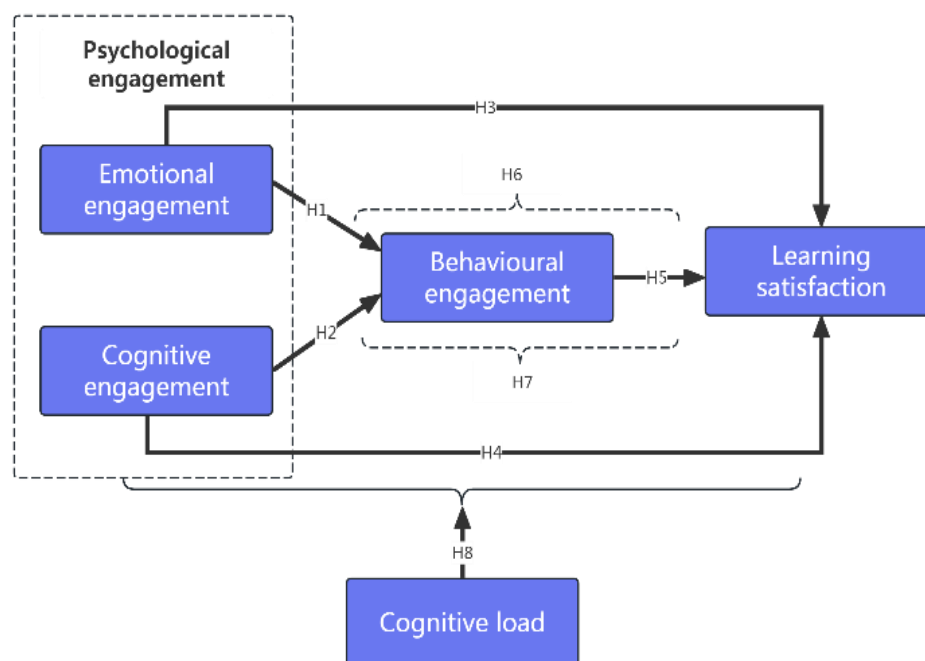 Psychological
engagement
H3
Emotional
engagement
H6
H1
Behavioural
engagement
H5
Learning
satisfaction
H2
Cognitive
engagement
H7
H4
H8
Cognitive load